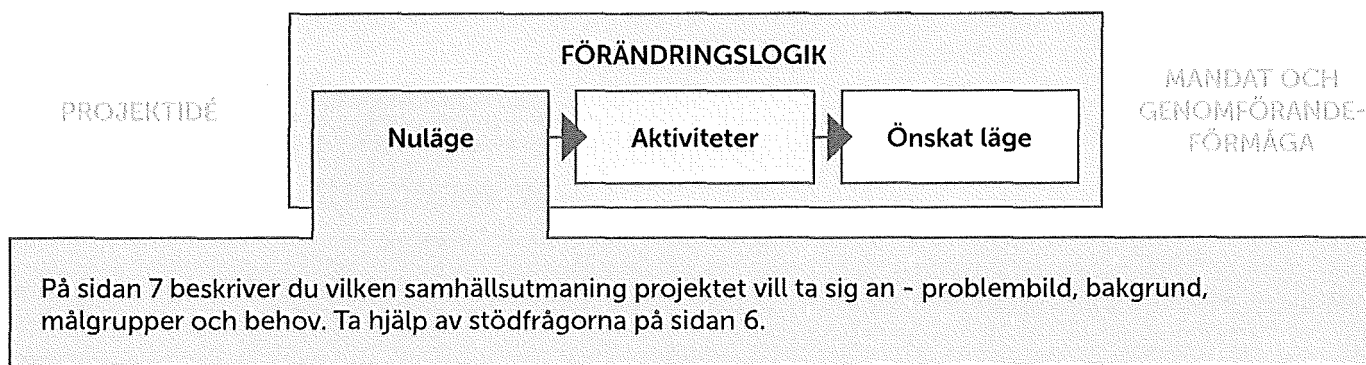 FÖRÄNDRINGSLOGIK
PROJEKTIDÉ
Nuläge
Aktiviteter
Önskat läge
MANDAT OCH
GENOMFÖRANDE-
FÖRMÅGA
På sidan 7 beskriver du vilken samhällsutmaning projektet vill ta sig an - problembild, bakgrund,
målgrupper och behov. Ta hjälp av stödfrågorna på sidan 6.